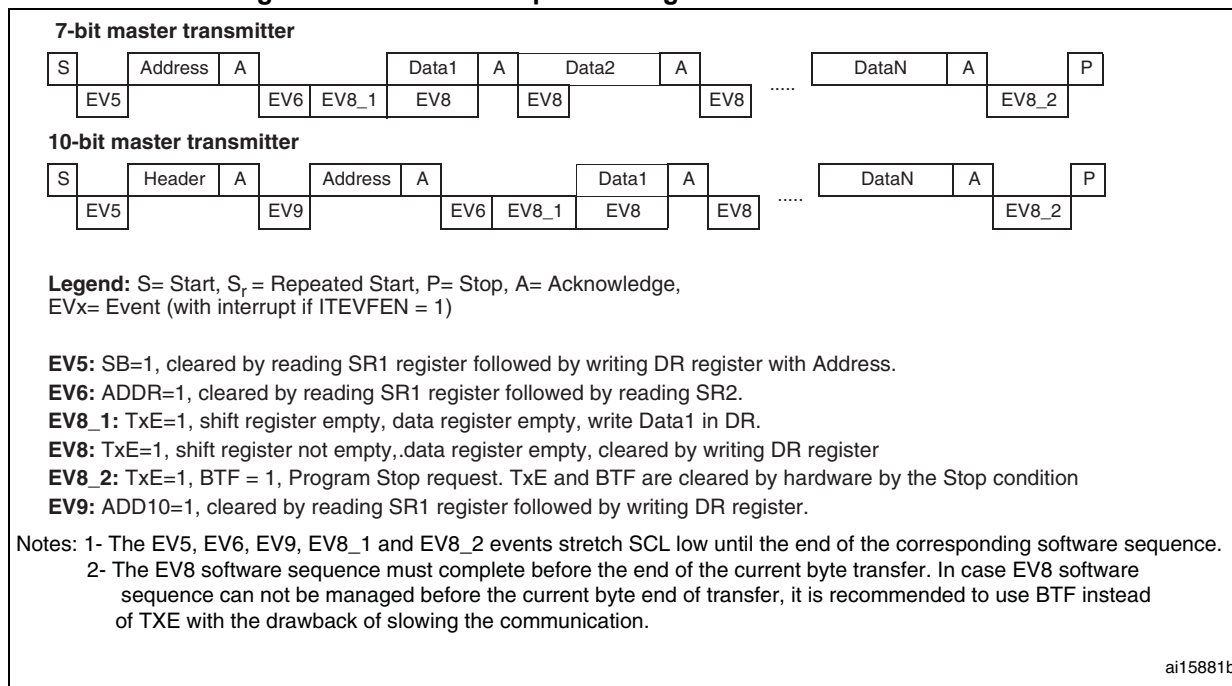 7-bit master transmitter
S Address A Data1 A Data2 A DataN A P
EV5 EV6 EV8_1 EV8 EV8 EV8 ..... EV8_2
10-bit master transmitter
S Header A Address A Data1 A DataN A P
EV5 EV9 EV6 EV8_1 EV8 EV8 ..... EV8_2
Legend: S= Start, Sr = Repeated Start, P= Stop, A= Acknowledge,
EVx= Event (with interrupt if ITEVFEN = 1)
EV5: SB=1, cleared by reading SR1 register followed by writing DR register with Address.
EV6: ADDR=1, cleared by reading SR1 register followed by reading SR2.
EV8_1: TxE=1, shift register empty, data register empty, write Data1 in DR.
EV8: TxE=1, shift register not empty,.data register empty, cleared by writing DR register
EV8_2: TxE=1, BTF = 1, Program Stop request. TxE and BTF are cleared by hardware by the Stop condition
EV9: ADD10=1, cleared by reading SR1 register followed by writing DR register.
Notes: 1- The EV5, EV6, EV9, EV8_1 and EV8_2 events stretch SCL low until the end of the corresponding software sequence.
2- The EV8 software sequence must complete before the end of the current byte transfer. In case EV8 software
sequence can not be managed before the current byte end of transfer, it is recommended to use BTF instead
of TXE with the drawback of slowing the communication.
ai15881b